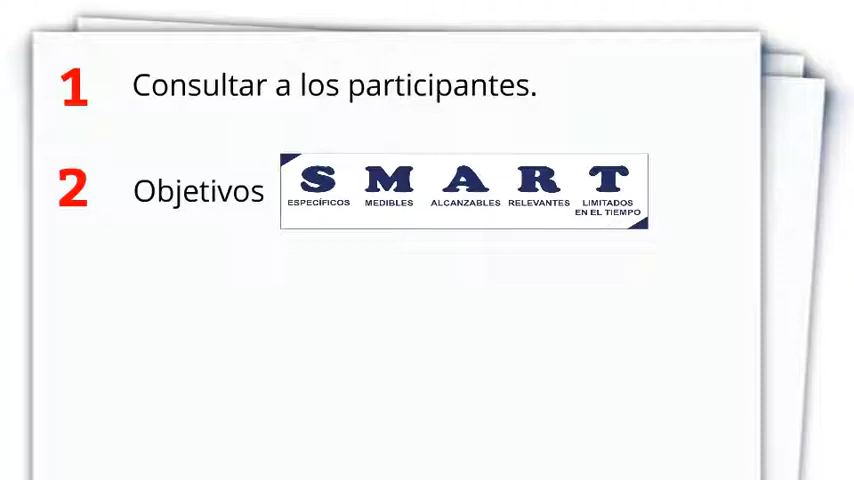 1 Consultar a los participantes.
2 Objetivos S M A R T
ESPECÍFICOS MEDIBLES ALCANZABLES RELEVANTES LIMITADOS
EN EL TIEMPO